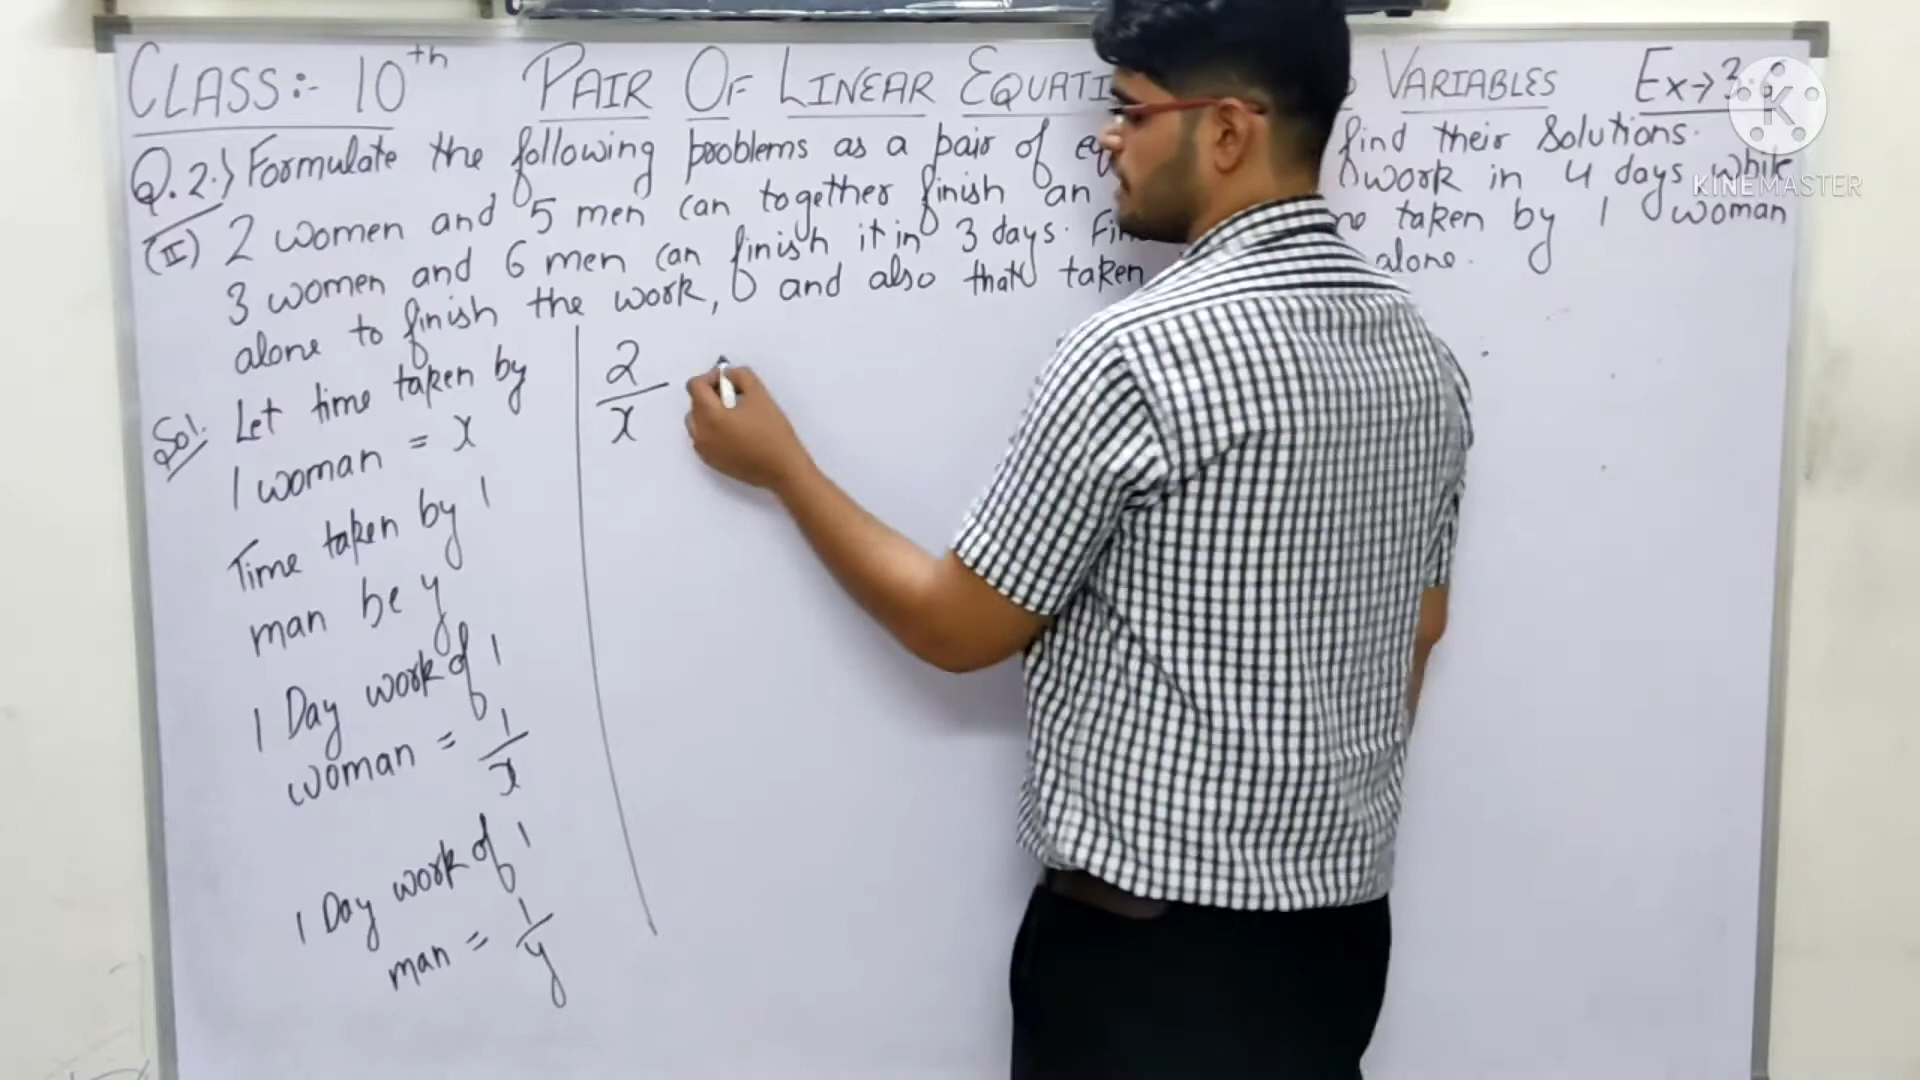 CLASS:- 10th PAIR OF LINEAR EQUATI VARIABLES Ex→3.6
Q.2.) Formulate the following problems as a pair of find their Solutions.
(II) 2 women and 5 men can together finish an work in 4 days while
3 women and 6 men can finish it in 3 days. taken by 1 woman
alone to finish the work, and also that taken alone.
Sol. Let time taken by
1 woman = x
Time taken by 1
man be y
1 Day work of 1
woman = 1/x
1 Day work of 1
man = 1/y
2/x
K
KINEMASTER